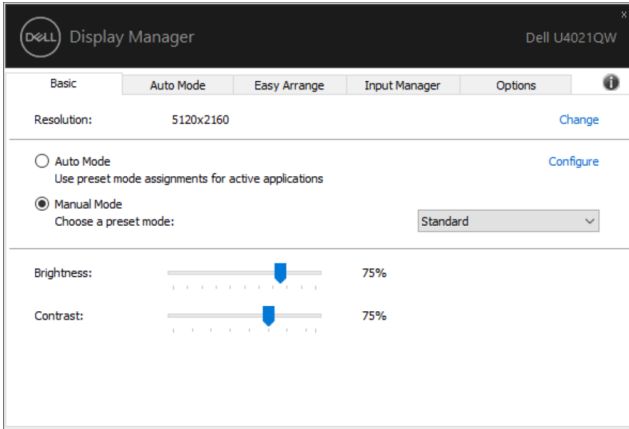 DELL Display Manager
Dell U4021QW
x
Basic Auto Mode Easy Arrange Input Manager Options i
Resolution: 5120x2160 Change
Auto Mode Configure
Use preset mode assignments for active applications
Manual Mode
Choose a preset mode: Standard
Brightness: 75%
Contrast: 75%